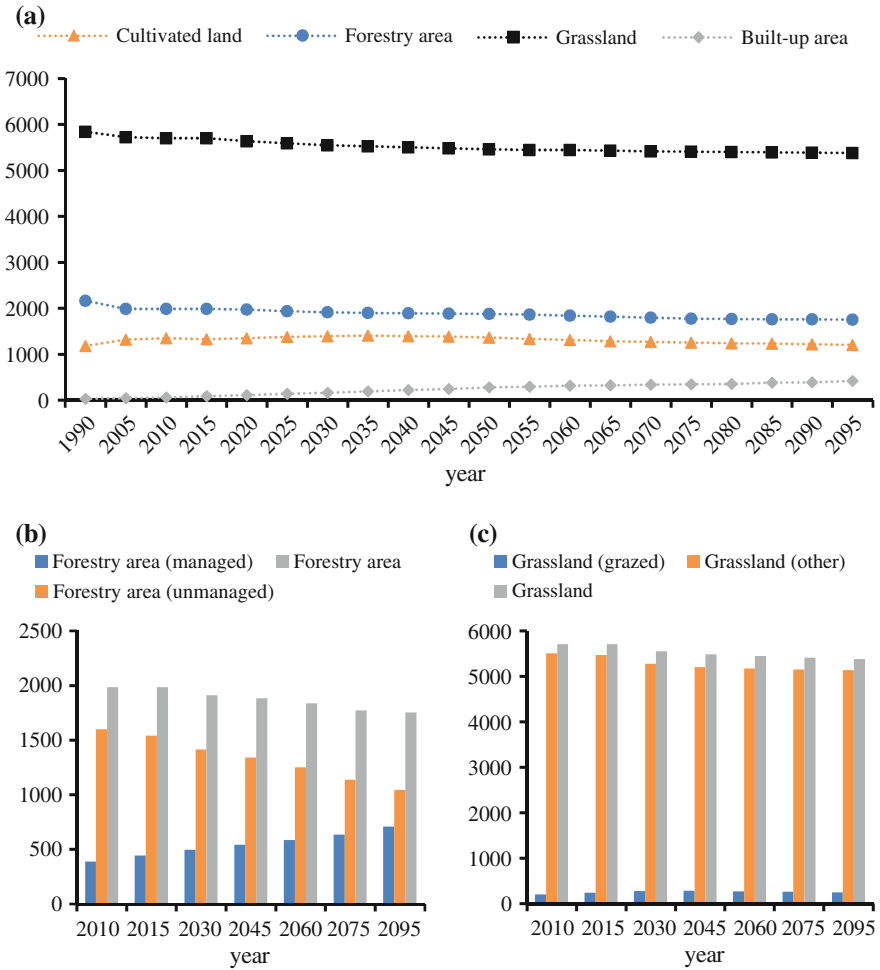 (a)
Cultivated land Forestry area Grassland Built-up area
7000
6000
5000
4000
3000
2000
1000
0
1990 2005 2010 2015 2020 2025 2030 2035 2040 2045 2050 2055 2060 2065 2070 2075 2080 2085 2090 2095
year
(b)
Forestry area (managed) Forestry area
Forestry area (unmanaged)
2500
2000
1500
1000
500
0
2010 2015 2030 2045 2060 2075 2095
year
(c)
Grassland (grazed) Grassland (other)
Grassland
6000
5000
4000
3000
2000
1000
0
2010 2015 2030 2045 2060 2075 2095
year